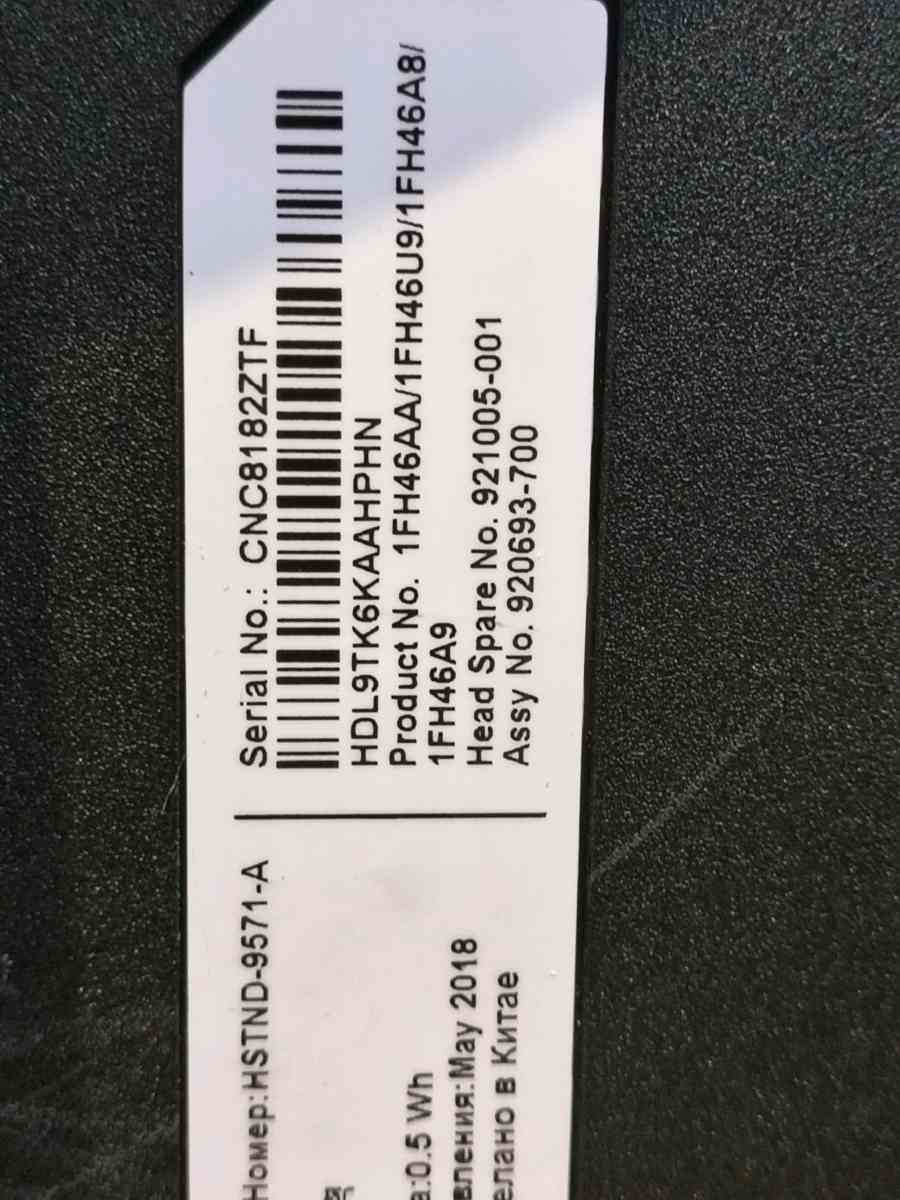 Serial No.: CNC8182ZTF
HDL9TK6KAAHPHN
Product No. 1FH46AA/1FH46U9/1FH46A8/
1FH46A9
Head Spare No. 921005-001
Assy No. 920693-700
Номер:HSTND-9571-A
0.5 Wh
вления:May 2018
елано в Китае